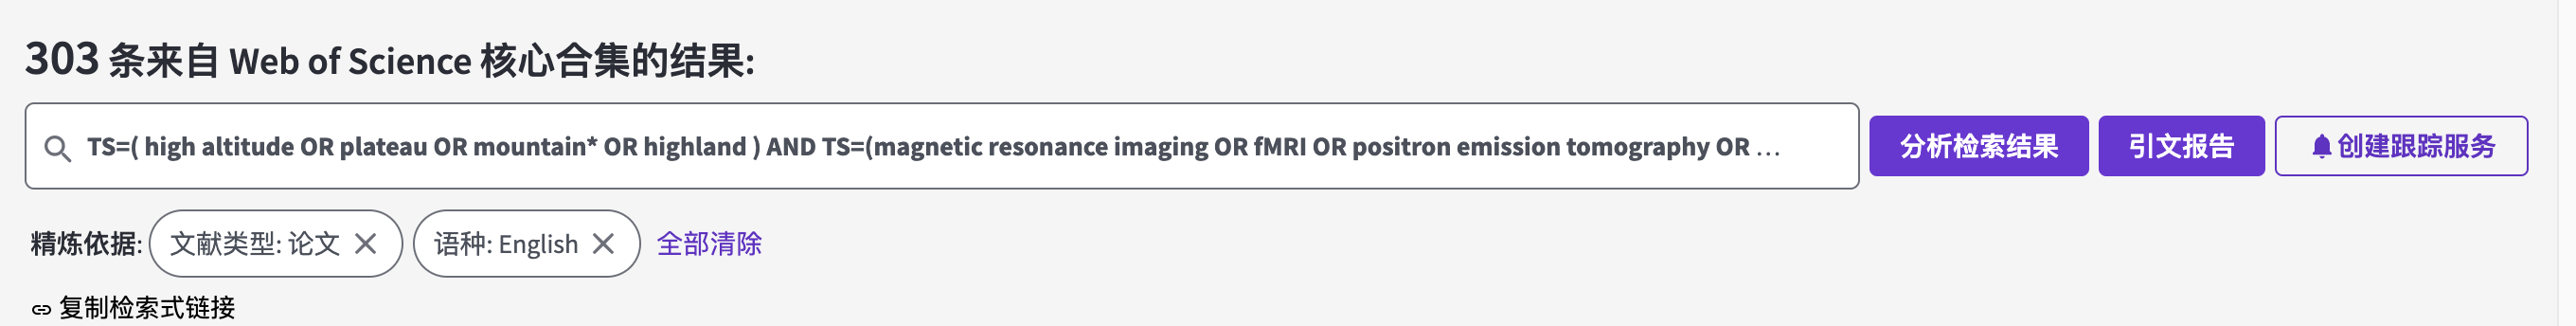 303 条来自 Web of Science 核心合集的结果:
TS=( high altitude OR plateau OR mountain* OR highland ) AND TS=(magnetic resonance imaging OR fMRI OR positron emission tomography OR …
分析检索结果
引文报告
创建跟踪服务
精炼依据: 文献类型: 论文 语种: English 全部清除
复制检索式链接